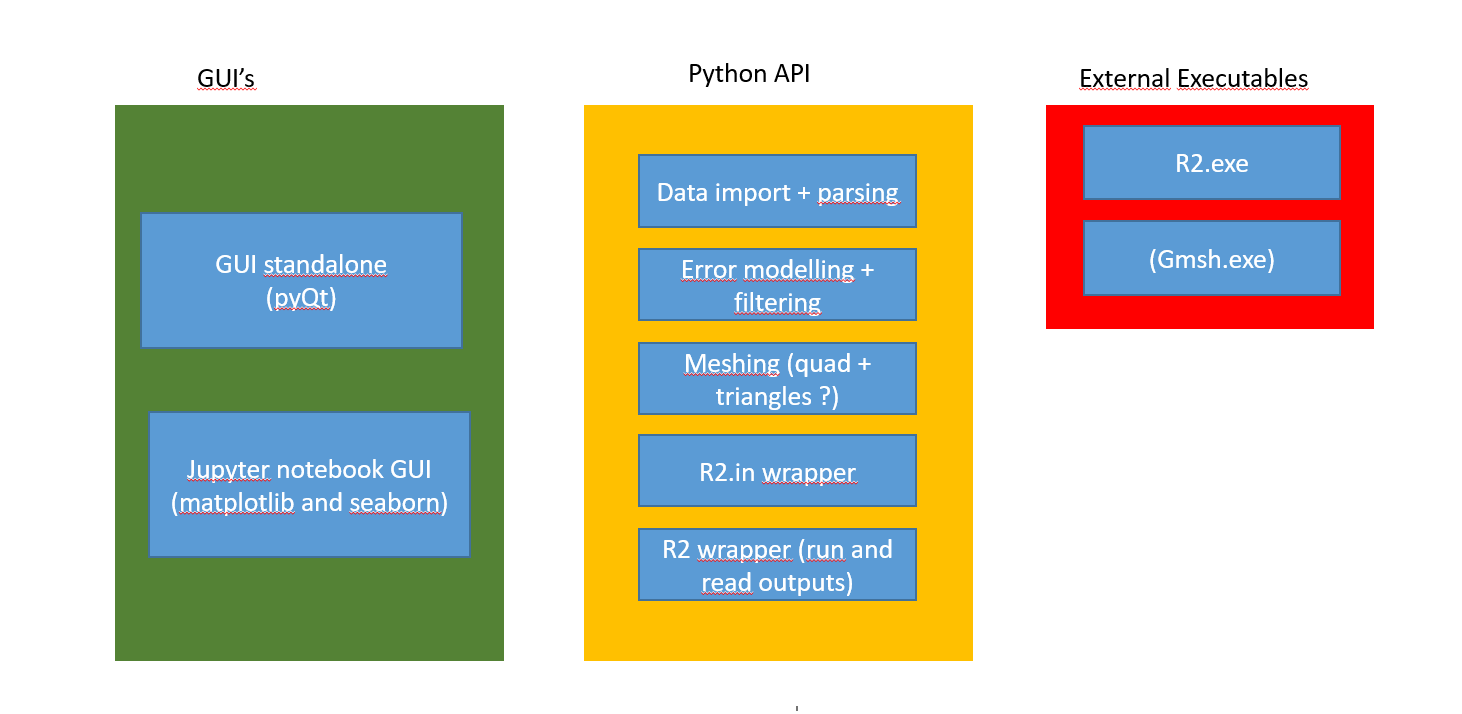 GUI’s
GUI standalone
(pyQt)
Jupyter notebook GUI
(matplotlib and seaborn)
Python API
Data import + parsing
Error modelling +
filtering
Meshing (quad +
triangles ?)
R2.in wrapper
R2 wrapper (run and
read outputs)
External Executables
R2.exe
(Gmsh.exe)